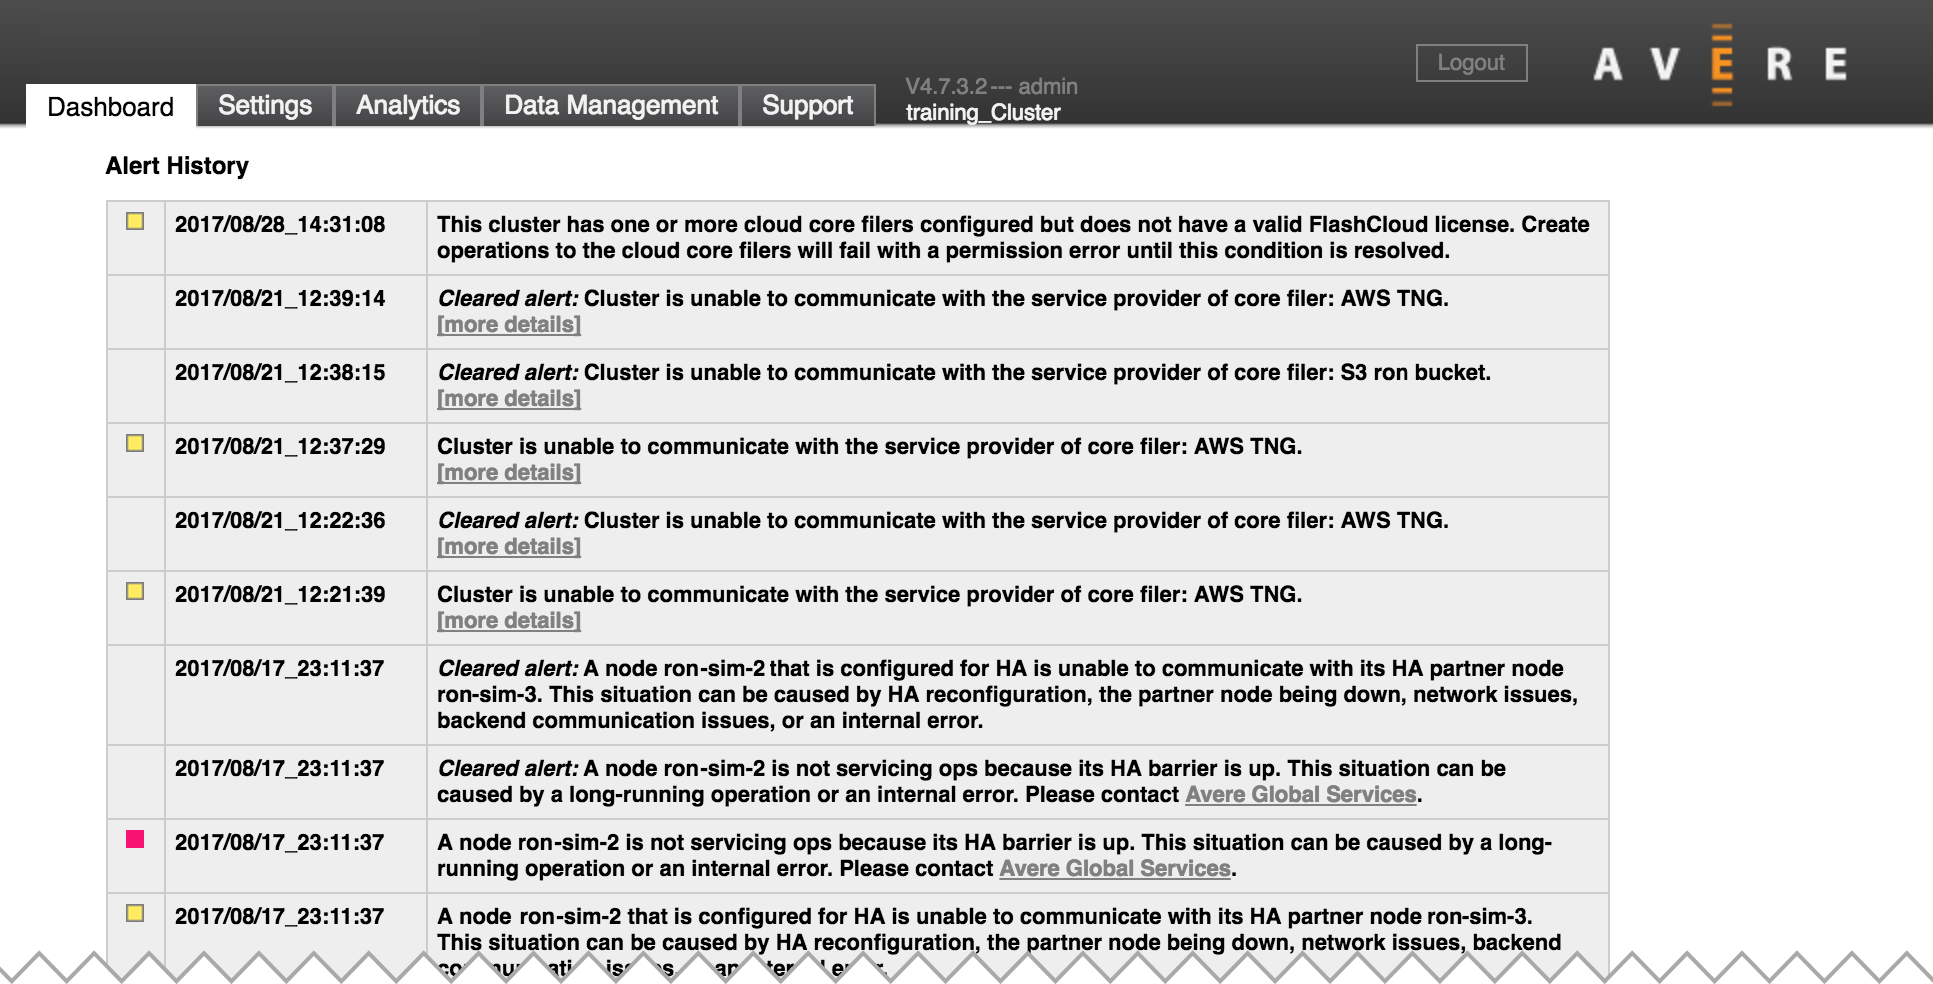 Logout
A V E R E
V4.7.3.2 --- admin
Dashboard Settings Analytics Data Management Support
training_Cluster
Alert History
2017/08/28_14:31:08 This cluster has one or more cloud core filers configured but does not have a valid FlashCloud license. Create
operations to the cloud core filers will fail with a permission error until this condition is resolved.
2017/08/21_12:39:14 Cleared alert: Cluster is unable to communicate with the service provider of core filer: AWS TNG.
[more details]
2017/08/21_12:38:15 Cleared alert: Cluster is unable to communicate with the service provider of core filer: S3 ron bucket.
[more details]
2017/08/21_12:37:29 Cluster is unable to communicate with the service provider of core filer: AWS TNG.
[more details]
2017/08/21_12:22:36 Cleared alert: Cluster is unable to communicate with the service provider of core filer: AWS TNG.
[more details]
2017/08/21_12:21:39 Cluster is unable to communicate with the service provider of core filer: AWS TNG.
[more details]
2017/08/17_23:11:37 Cleared alert: A node ron-sim-2 that is configured for HA is unable to communicate with its HA partner node
ron-sim-3. This situation can be caused by HA reconfiguration, the partner node being down, network issues,
backend communication issues, or an internal error.
2017/08/17_23:11:37 Cleared alert: A node ron-sim-2 is not servicing ops because its HA barrier is up. This situation can be
caused by a long-running operation or an internal error. Please contact Avere Global Services.
2017/08/17_23:11:37 A node ron-sim-2 is not servicing ops because its HA barrier is up. This situation can be caused by a long-
running operation or an internal error. Please contact Avere Global Services.
2017/08/17_23:11:37 A node ron-sim-2 that is configured for HA is unable to communicate with its HA partner node ron-sim-3.
This situation can be caused by HA reconfiguration, the partner node being down, network issues, backend